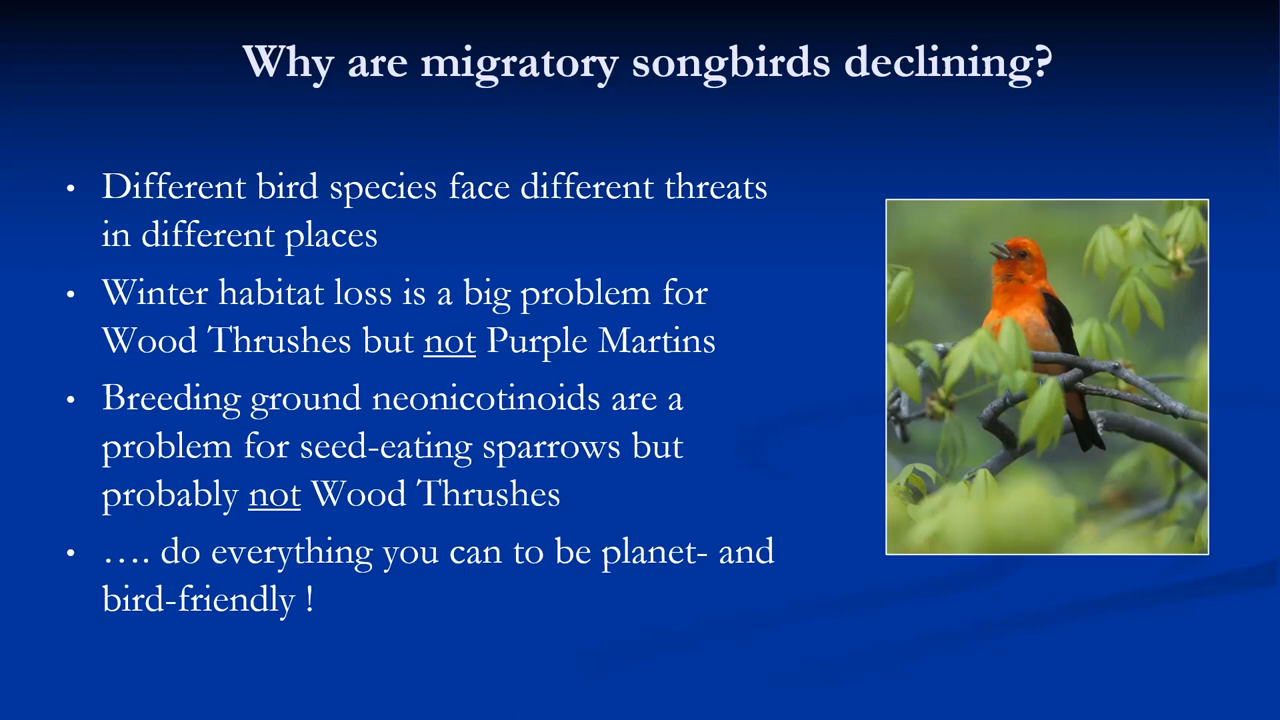 Why are migratory songbirds declining?
• Different bird species face different threats
in different places
• Winter habitat loss is a big problem for
Wood Thrushes but not Purple Martins
• Breeding ground neonicotinoids are a
problem for seed-eating sparrows but
probably not Wood Thrushes
• …. do everything you can to be planet- and
bird-friendly !